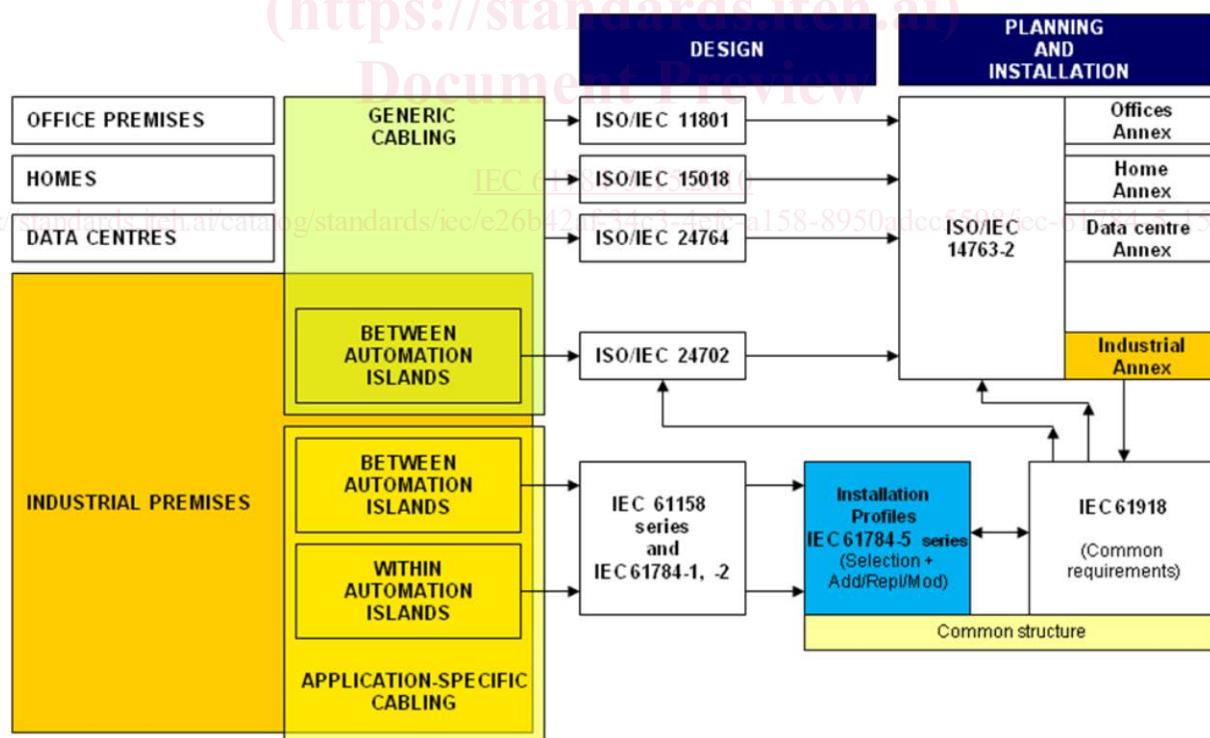 (https://standards.iteh.ai)
Document Preview
DESIGN
PLANNING
AND
INSTALLATION
OFFICE PREMISES
GENERIC
CABLING
ISO/IEC 11801
Offices
Annex
HOMES
ISO/IEC 15018
Home
Annex
DATA CENTRES
ISO/IEC 24764
ISO/IEC
14763-2
Data centre
Annex
BETWEEN
AUTOMATION
ISLANDS
ISO/IEC 24702
Industrial
Annex
INDUSTRIAL PREMISES
BETWEEN
AUTOMATION
ISLANDS
WITHIN
AUTOMATION
ISLANDS
APPLICATION-SPECIFIC
CABLING
IEC 61158
series
and
IEC 61784-1, -2
Installation
Profiles
IEC 61784-5 series
(Selection +
Add/Repl/Mod)
IEC 61918
(Common
requirements)
Common structure